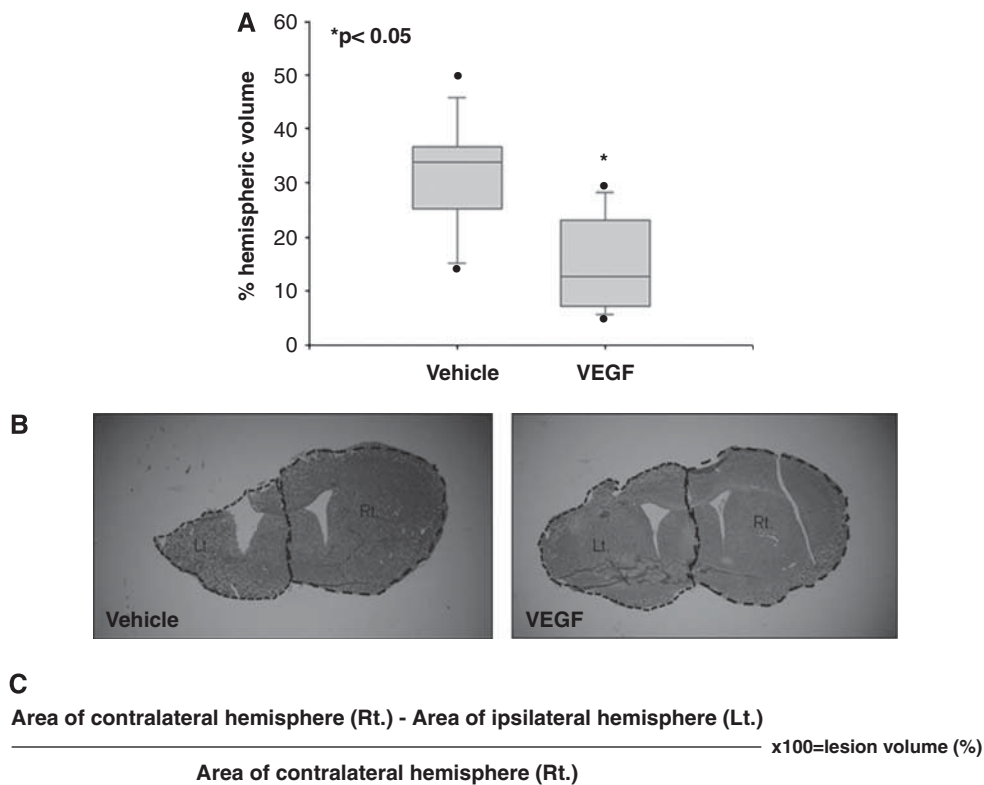 A
*p< 0.05
% hemispheric volume
60
50
40
30
20
10
0
*
Vehicle
VEGF
B
Lt.
Rt.
Vehicle
Lt.
Rt.
VEGF
C
Area of contralateral hemisphere (Rt.) - Area of ipsilateral hemisphere (Lt.)
x100=lesion volume (%)
Area of contralateral hemisphere (Rt.)